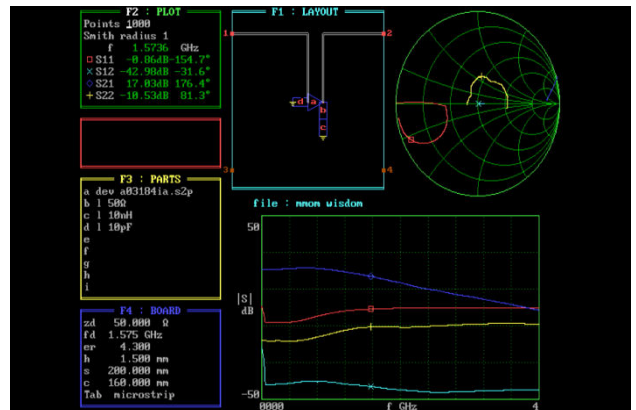 F2 : PLOT
Points 1000
Smith radius 1
f 1.5736 GHz
S11 -0.86dB-154.7°
S12 -42.98dB -31.6°
S21 17.03dB 176.4°
S22 -10.53dB 81.3°
F1 : LAYOUT
1
2
3
4
d a
b
c
F3 : PARTS
a dev a03184ia.s2p
b l 50Ω
c l 10nH
d l 10pF
e
f
g
h
i
F4 : BOARD
zd 50.000 Ω
fd 1.575 GHz
er 4.300
h 1.500 mm
s 200.000 mm
c 160.000 mm
Tab microstrip
file : mmom wisdom
50
|S|
dB
-50
0000
f GHz
4